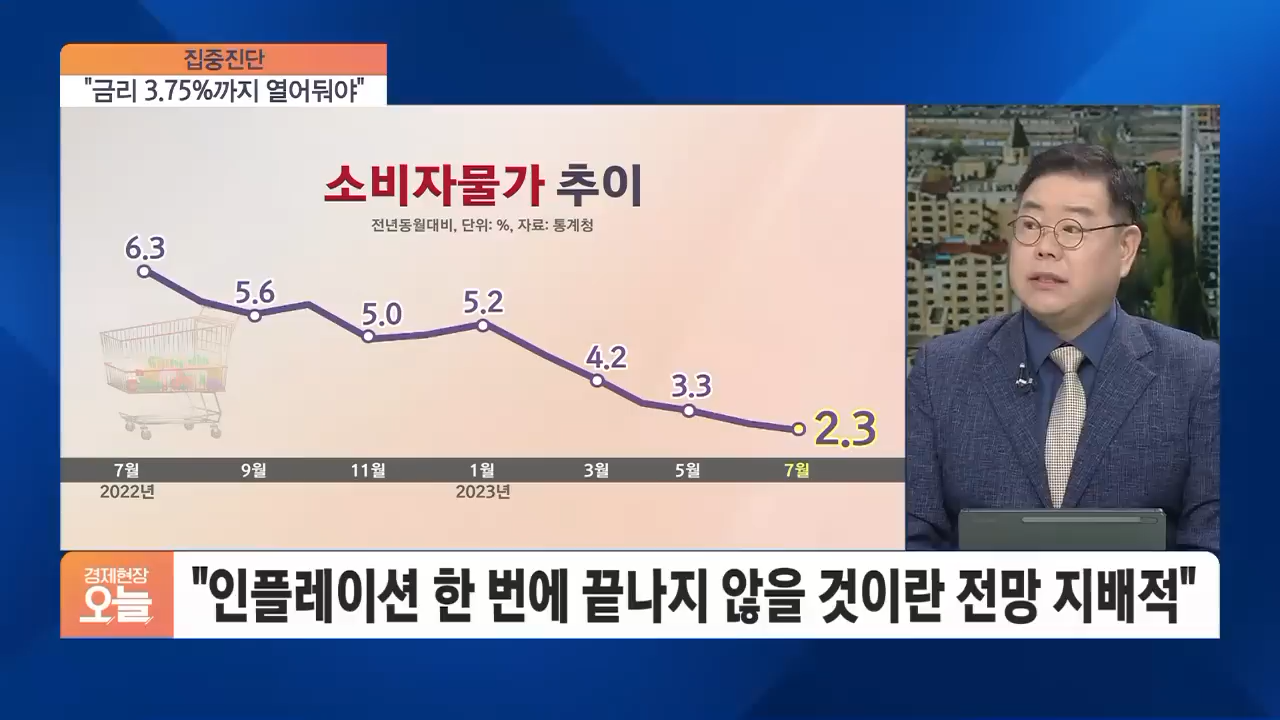 집중진단
"금리 3.75%까지 열어둬야"
소비자물가 추이
전년동월대비, 단위: %, 자료: 통계청
6.3
5.6
5.0
5.2
4.2
3.3
2.3
7월 9월 11월 1월 3월 5월 7월
2022년 2023년
경제현장
오늘
"인플레이션 한 번에 끝나지 않을 것이란 전망 지배적"